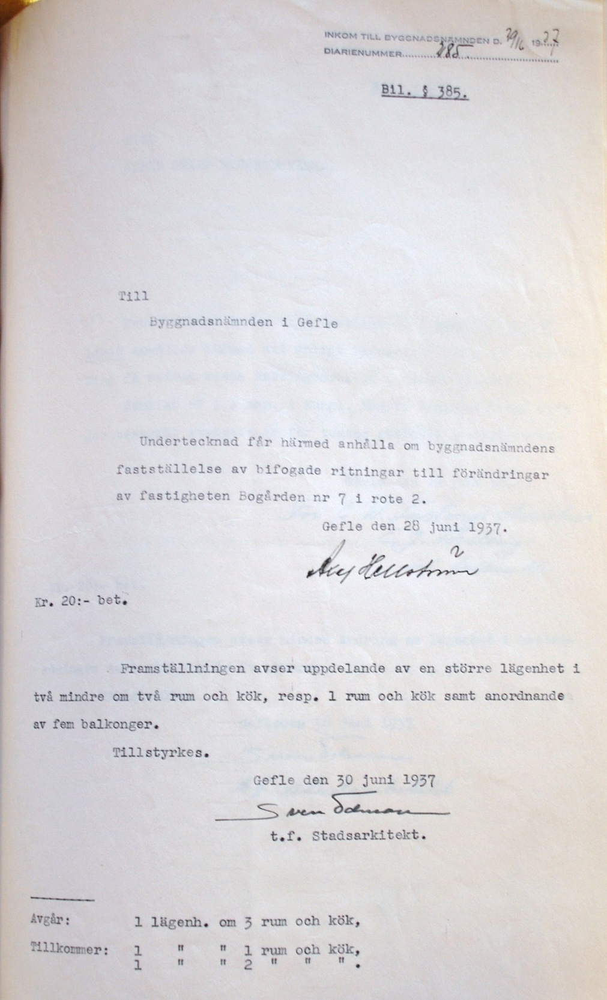 INKOM TILL BYGGNADSNÄMNDEN D. 29/6 1937
DIARIENUMMER 285.
Bil. § 385.
Till
Byggnadsnämnden i Gefle
Undertecknad får härmed anhålla om byggnadsnämndens
fastställelse av bifogade ritningar till förändringar
av fastigheten Bogården nr 7 i rote 2.
Gefle den 28 juni 1937.
Axel Hellström
Kr. 20:- bet.
Framställningen avser uppdelande av en större lägenhet i
två mindre om två rum och kök, resp. 1 rum och kök samt anordnande
av fem balkonger.
Tillstyrkes.
Gefle den 30 juni 1937
Sven Ödman
t.f. Stadsarkitekt.
Avgår: 1 lägenh. om 3 rum och kök,
Tillkommer: 1 " " 1 rum och kök,
1 " " 2 " " " .